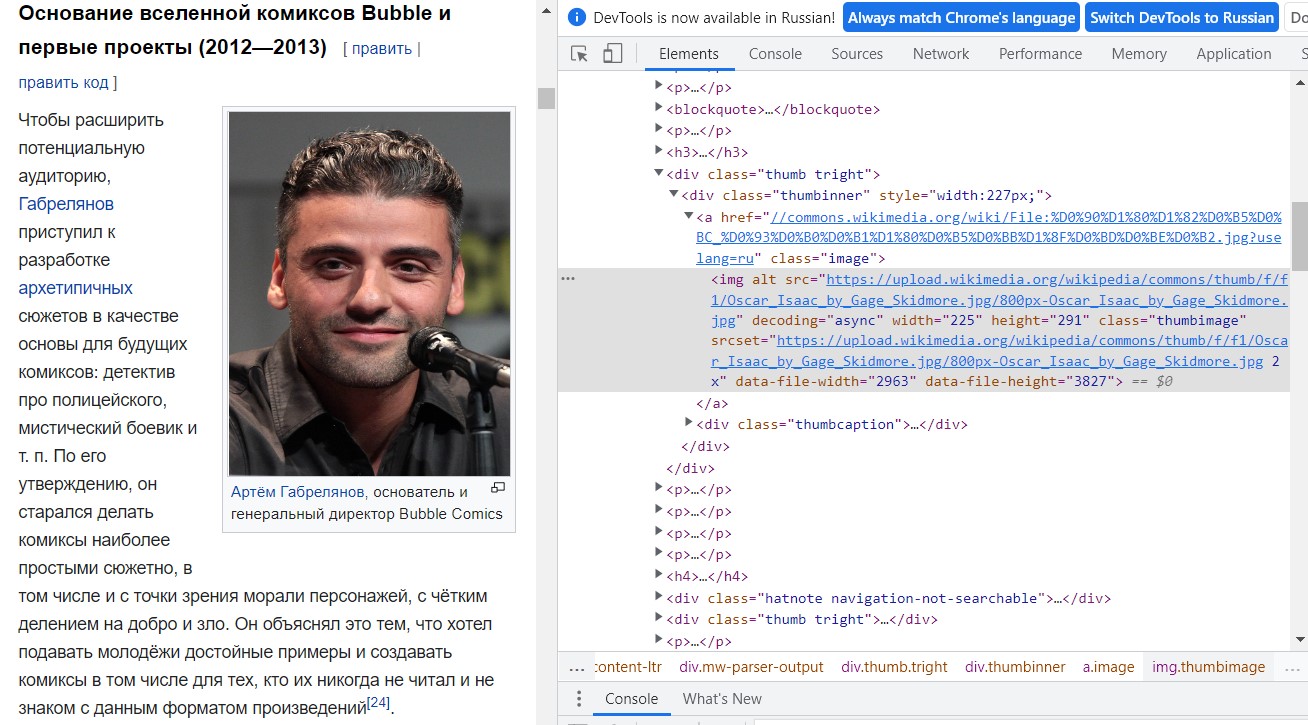 Основание вселенной комиксов Bubble и
первые проекты (2012—2013) [ править |
править код ]
Чтобы расширить
потенциальную
аудиторию,
Габрелянов
приступил к
разработке
архетипичных
сюжетов в качестве
основы для будущих
комиксов: детектив
про полицейского,
мистический боевик и
т. п. По его
утверждению, он
старался делать
комиксы наиболее
простыми сюжетно, в
том числе и с точки зрения морали персонажей, с чётким
делением на добро и зло. Он объяснял это тем, что хотел
подавать молодёжи достойные примеры и создавать
комиксы в том числе для тех, кто их никогда не читал и не
знаком с данным форматом произведений[24].
Артём Габрелянов, основатель и
генеральный директор Bubble Comics
DevTools is now available in Russian! Always match Chrome's language Switch DevTools to Russian Do
Elements Console Sources Network Performance Memory Application S
<p>…</p>
<p>…</p>
<blockquote>…</blockquote>
<p>…</p>
<h3>…</h3>
<div class="thumb tright">
<div class="thumbinner" style="width:227px;">
<a href="//commons.wikimedia.org/wiki/File:%D0%90%D1%80%D1%82%D0%B5%D0%
BC_%D0%93%D0%B0%D0%B1%D1%80%D0%B5%D0%BB%D1%8F%D0%BD%D0%BE%D0%B2.jpg?use
lang=ru" class="image">
<img alt src="https://upload.wikimedia.org/wikipedia/commons/thumb/f/f
1/Oscar_Isaac_by_Gage_Skidmore.jpg/800px-Oscar_Isaac_by_Gage_Skidmore.
jpg" decoding="async" width="225" height="291" class="thumbimage"
srcset="https://upload.wikimedia.org/wikipedia/commons/thumb/f/f1/Osca
r_Isaac_by_Gage_Skidmore.jpg/800px-Oscar_Isaac_by_Gage_Skidmore.jpg 2
x" data-file-width="2963" data-file-height="3827"> == $0
</a>
<div class="thumbcaption">…</div>
</div>
</div>
<p>…</p>
<p>…</p>
<p>…</p>
<p>…</p>
<h4>…</h4>
<div class="hatnote navigation-not-searchable">…</div>
<div class="thumb tright">…</div>
<p>…</p>
... content-ltr div.mw-parser-output div.thumb.tright div.thumbinner a.image img.thumbimage ...
Console What's New